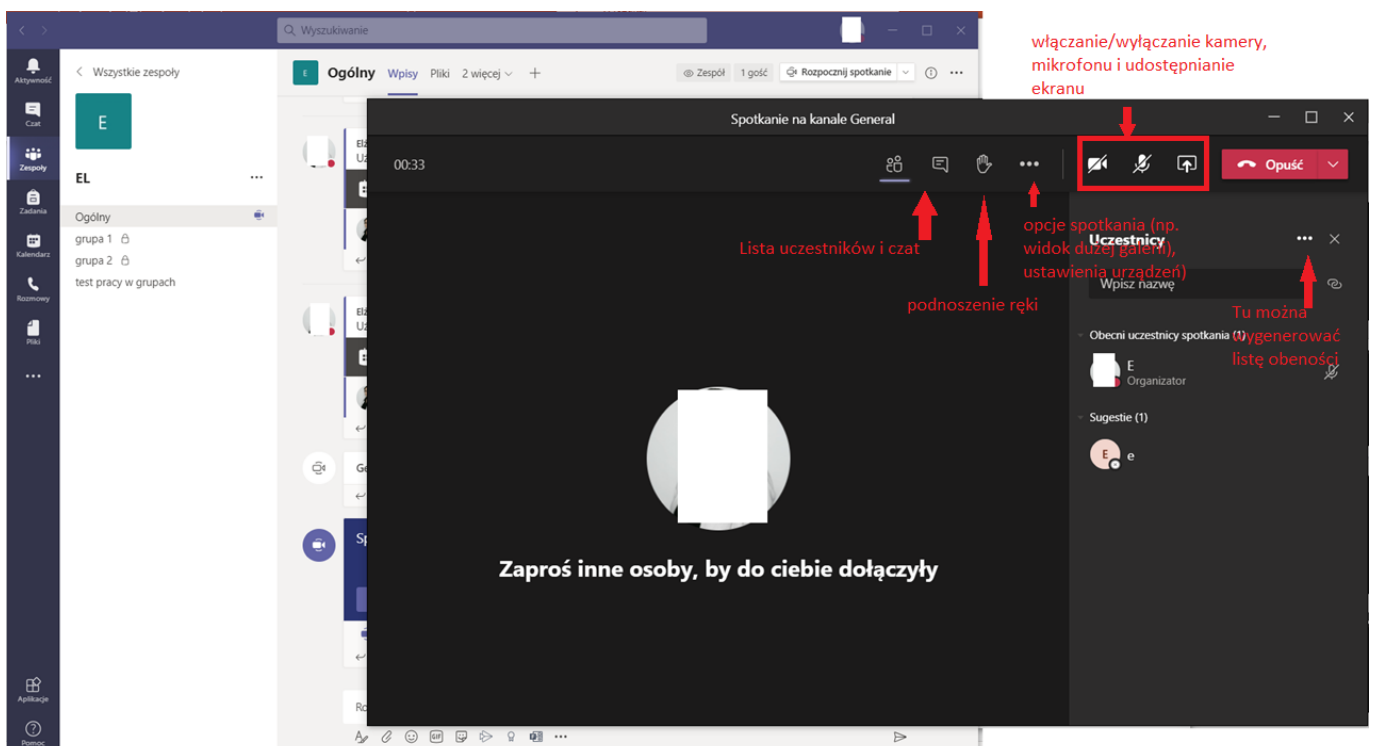 Wyszukiwanie
włączanie/wyłączanie kamery,
mikrofonu i udostępnianie
ekranu
Aktywność
Czat
Zespoły
Zadania
Kalendarz
Rozmowy
Pliki
Aplikacje
Pomoc
Wszystkie zespoły
E
EL
Ogólny
grupa 1
grupa 2
test pracy w grupach
E Ogólny Wpisy Pliki 2 więcej
Zespół 1 gość Rozpocznij spotkanie
Spotkanie na kanale General
00:33
Opuść
Lista uczestników i czat
podnoszenie ręki
opcje spotkania (np.
widok dużej galerii),
ustawienia urządzeń)
Uczestnicy
Wpisz nazwę
Tu można
wygenerować
listę obeności
Obecni uczestnicy spotkania (1)
E
Organizator
Sugestie (1)
E e
Zaproś inne osoby, by do ciebie dołączyły
GIF